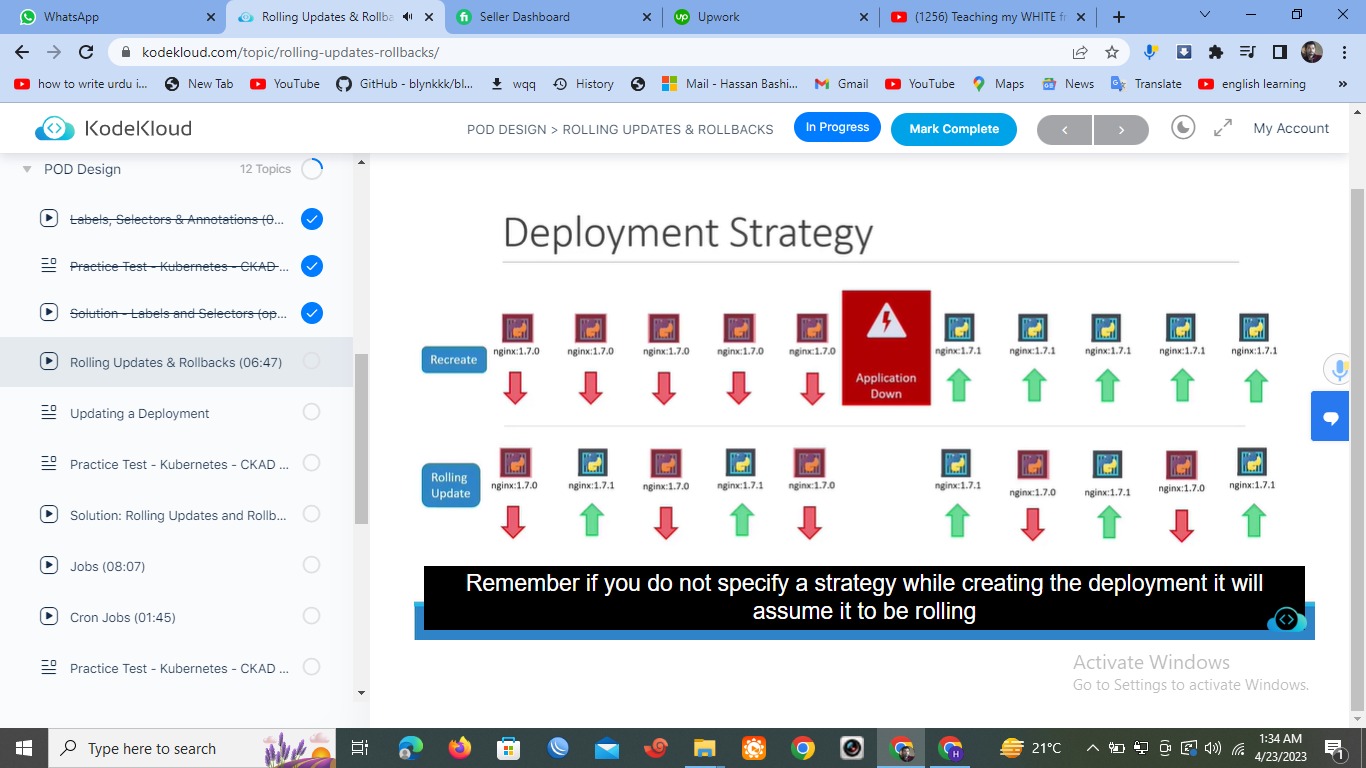 WhatsApp
Rolling Updates & Rollba
Seller Dashboard
Upwork
(1256) Teaching my WHITE fr
kodekloud.com/topic/rolling-updates-rollbacks/
how to write urdu i...
New Tab
YouTube
GitHub - blynkkk/bl...
wqq
History
Mail - Hassan Bashi...
Gmail
YouTube
Maps
News
Translate
english learning
»
KodeKloud
POD DESIGN > ROLLING UPDATES & ROLLBACKS
In Progress
Mark Complete
My Account
POD Design
12 Topics
Labels, Selectors & Annotations (0...
Practice Test - Kubernetes - CKAD ...
Solution - Labels and Selectors (op...
Rolling Updates & Rollbacks (06:47)
Updating a Deployment
Practice Test - Kubernetes - CKAD ...
Solution: Rolling Updates and Rollb...
Jobs (08:07)
Cron Jobs (01:45)
Practice Test - Kubernetes - CKAD ...
Deployment Strategy
Recreate
nginx:1.7.0 nginx:1.7.0 nginx:1.7.0 nginx:1.7.0 nginx:1.7.0
Application
Down
nginx:1.7.1 nginx:1.7.1 nginx:1.7.1 nginx:1.7.1 nginx:1.7.1
Rolling
Update
nginx:1.7.0 nginx:1.7.1 nginx:1.7.0 nginx:1.7.1 nginx:1.7.0
nginx:1.7.1 nginx:1.7.0 nginx:1.7.1 nginx:1.7.0 nginx:1.7.1
Remember if you do not specify a strategy while creating the deployment it will
assume it to be rolling
Activate Windows
Go to Settings to activate Windows.
Type here to search
21°C
1:34 AM
4/23/2023
1